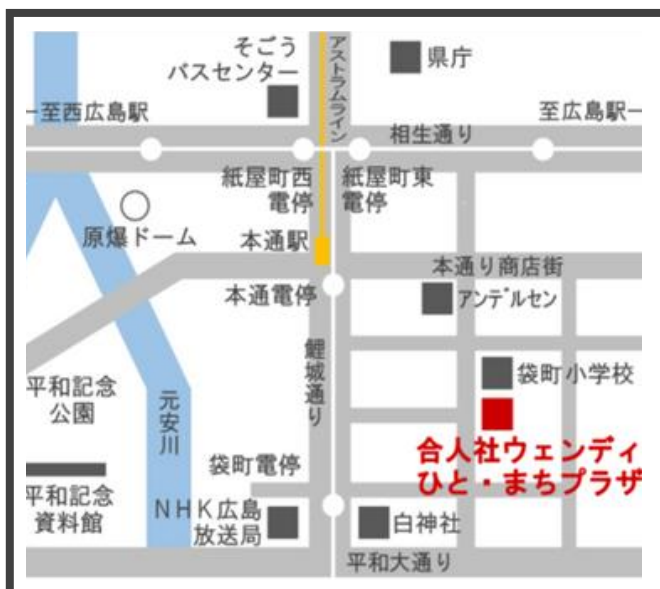 そごう
バスセンター
アストラムライン
県庁
←至西広島駅
至広島駅→
相生通り
紙屋町西
電停
紙屋町東
電停
原爆ドーム
本通駅
本通り商店街
本通電停
アンデルセン
鯉城通り
袋町小学校
平和記念
公園
元安川
合人社ウェンディ
ひと・まちプラザ
袋町電停
平和記念
資料館
NHK広島
放送局
白神社
平和大通り